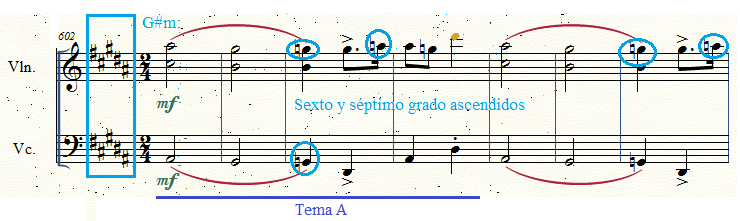 G#m:
602
Vln.
mf
Sexto y séptimo grado ascendidos
Vc.
mf
Tema A